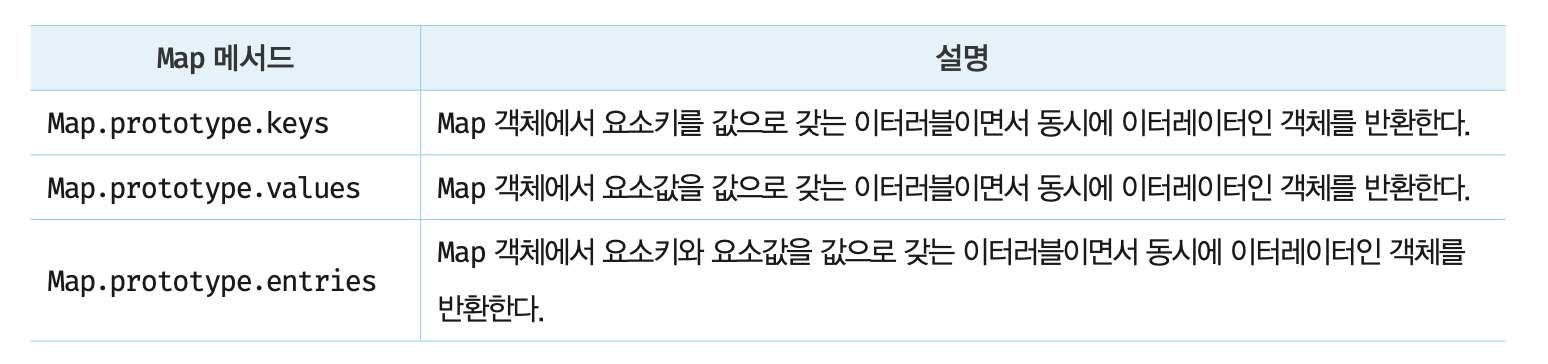 Map 메서드 설명
Map.prototype.keys Map 객체에서 요소키를 값으로 갖는 이터러블이면서 동시에 이터레이터인 객체를 반환한다.
Map.prototype.values Map 객체에서 요소값을 값으로 갖는 이터러블이면서 동시에 이터레이터인 객체를 반환한다.
Map.prototype.entries Map 객체에서 요소키와 요소값을 값으로 갖는 이터러블이면서 동시에 이터레이터인 객체를
반환한다.